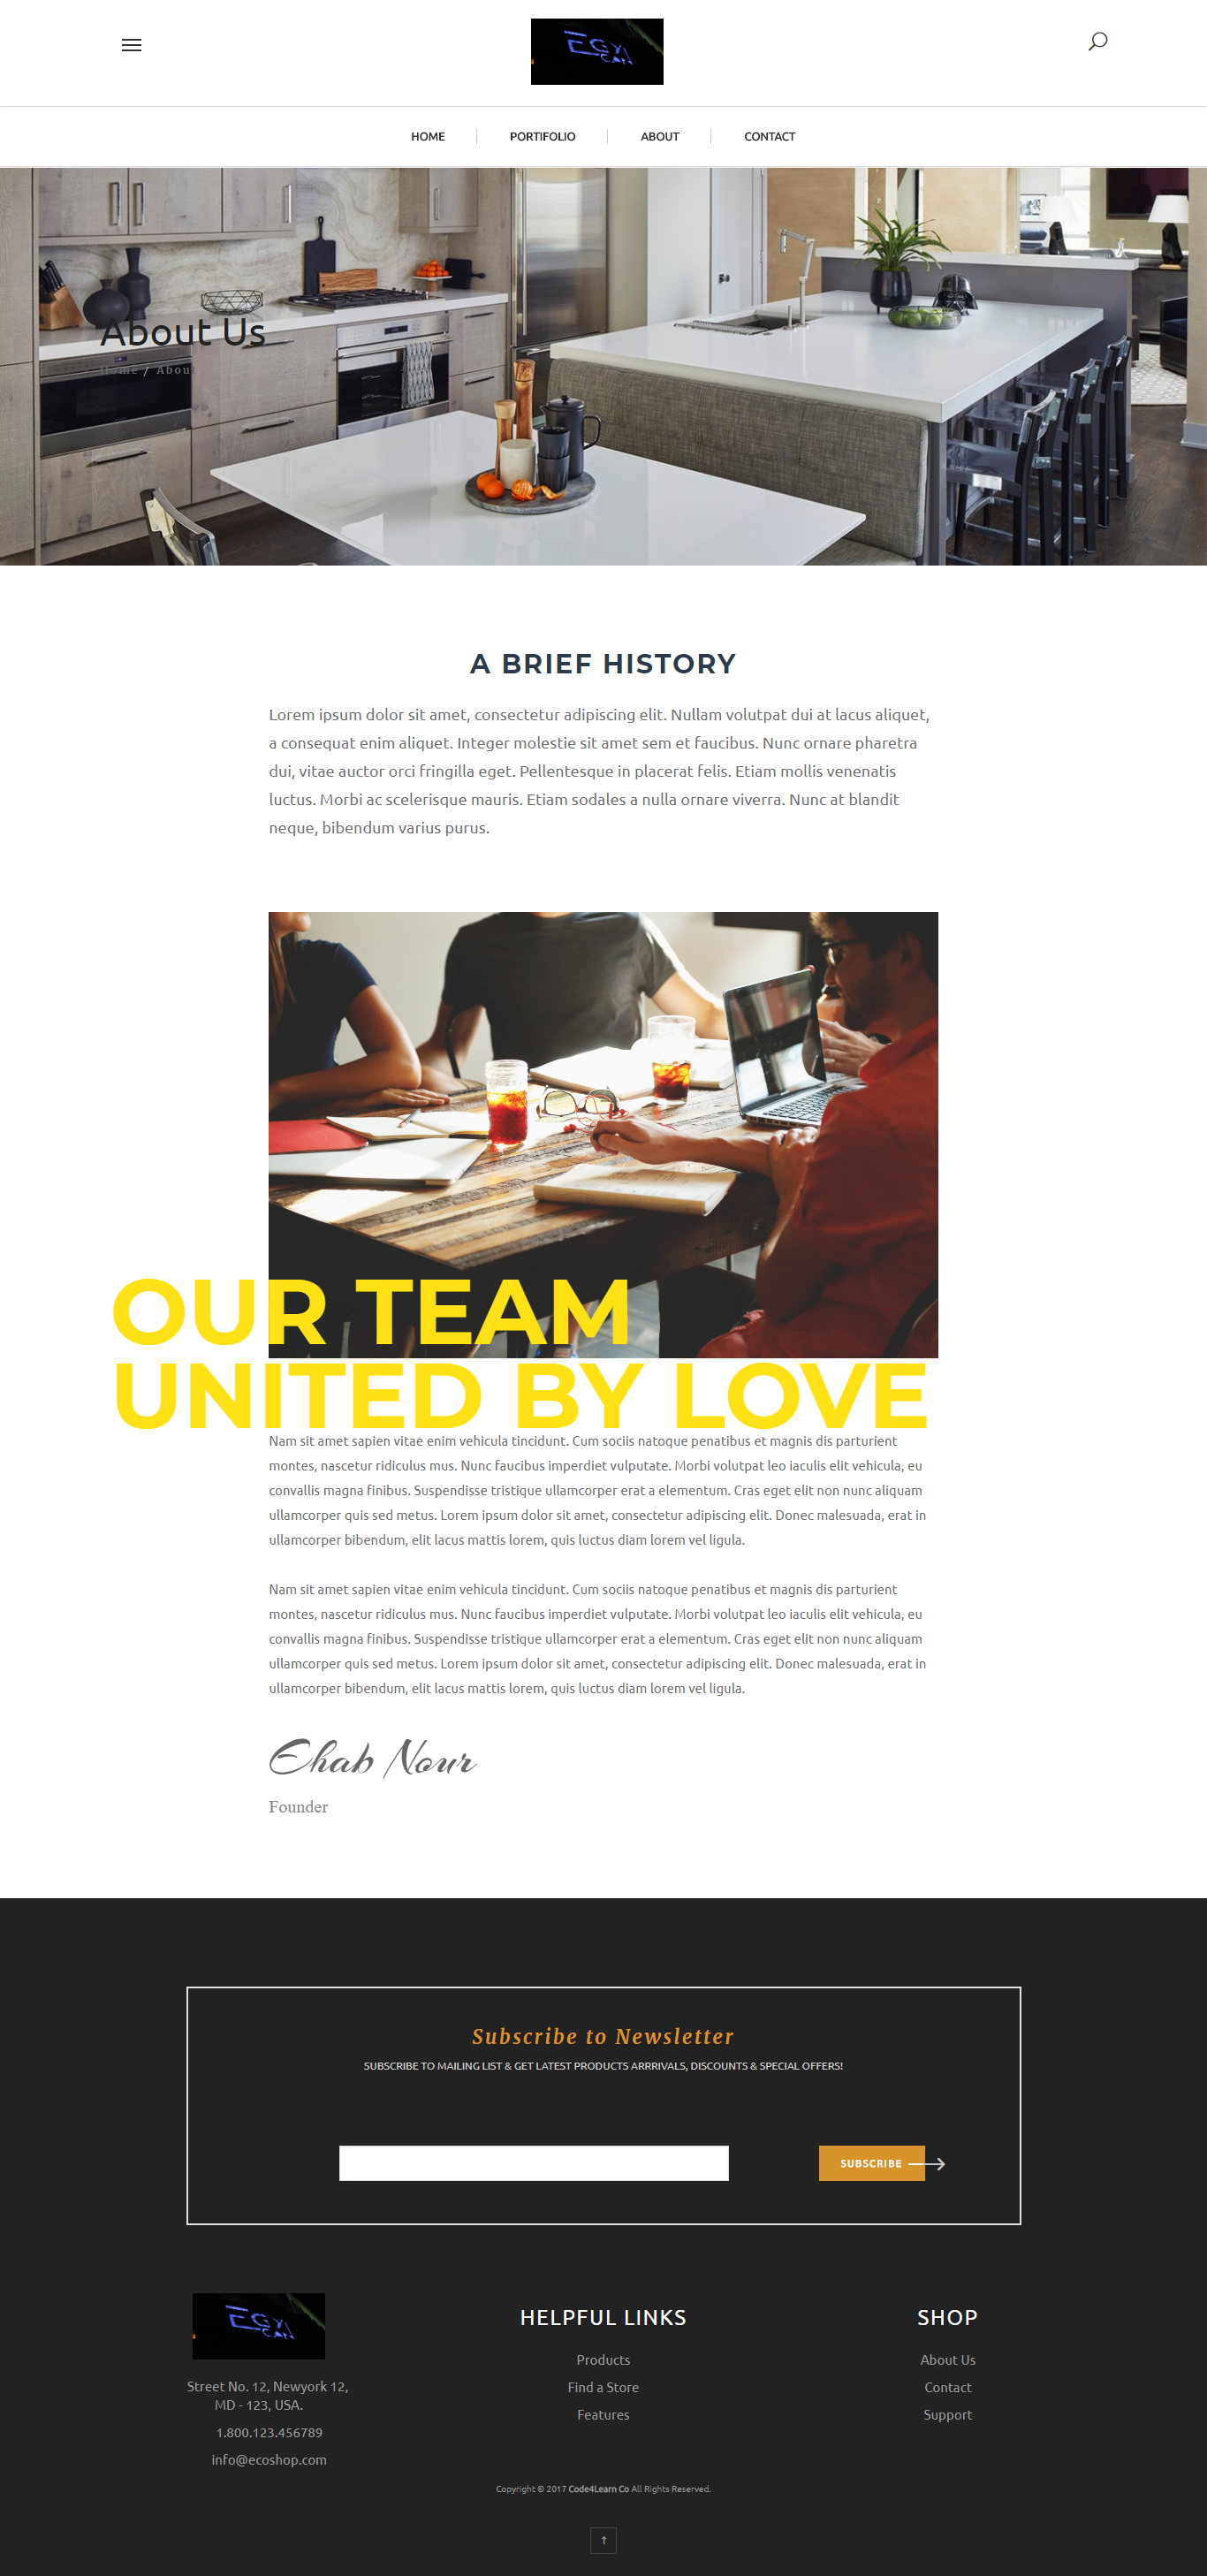 EGY
CAN
HOME
PORTIFOLIO
ABOUT
CONTACT
About Us
Home / About
A BRIEF HISTORY
Lorem ipsum dolor sit amet, consectetur adipiscing elit. Nullam volutpat dui at lacus aliquet,
a consequat enim aliquet. Integer molestie sit amet sem et faucibus. Nunc ornare pharetra
dui, vitae auctor orci fringilla eget. Pellentesque in placerat felis. Etiam mollis venenatis
luctus. Morbi ac scelerisque mauris. Etiam sodales a nulla ornare viverra. Nunc at blandit
neque, bibendum varius purus.
OUR TEAM
UNITED BY LOVE
Nam sit amet sapien vitae enim vehicula tincidunt. Cum sociis natoque penatibus et magnis dis parturient
montes, nascetur ridiculus mus. Nunc faucibus imperdiet vulputate. Morbi volutpat leo iaculis elit vehicula, eu
convallis magna finibus. Suspendisse tristique ullamcorper erat a elementum. Cras eget elit non nunc aliquam
ullamcorper quis sed metus. Lorem ipsum dolor sit amet, consectetur adipiscing elit. Donec malesuada, erat in
ullamcorper bibendum, elit lacus mattis lorem, quis luctus diam lorem vel ligula.
Nam sit amet sapien vitae enim vehicula tincidunt. Cum sociis natoque penatibus et magnis dis parturient
montes, nascetur ridiculus mus. Nunc faucibus imperdiet vulputate. Morbi volutpat leo iaculis elit vehicula, eu
convallis magna finibus. Suspendisse tristique ullamcorper erat a elementum. Cras eget elit non nunc aliquam
ullamcorper quis sed metus. Lorem ipsum dolor sit amet, consectetur adipiscing elit. Donec malesuada, erat in
ullamcorper bibendum, elit lacus mattis lorem, quis luctus diam lorem vel ligula.
Ehab Nour
Founder
Subscribe to Newsletter
SUBSCRIBE TO MAILING LIST & GET LATEST PRODUCTS ARRRIVALS, DISCOUNTS & SPECIAL OFFERS!
SUBSCRIBE
EGY
CAN
Street No. 12, Newyork 12,
MD - 123, USA.
1.800.123.456789
info@ecoshop.com
HELPFUL LINKS
Products
Find a Store
Features
SHOP
About Us
Contact
Support
Copyright © 2017 Code4Learn Co All Rights Reserved.